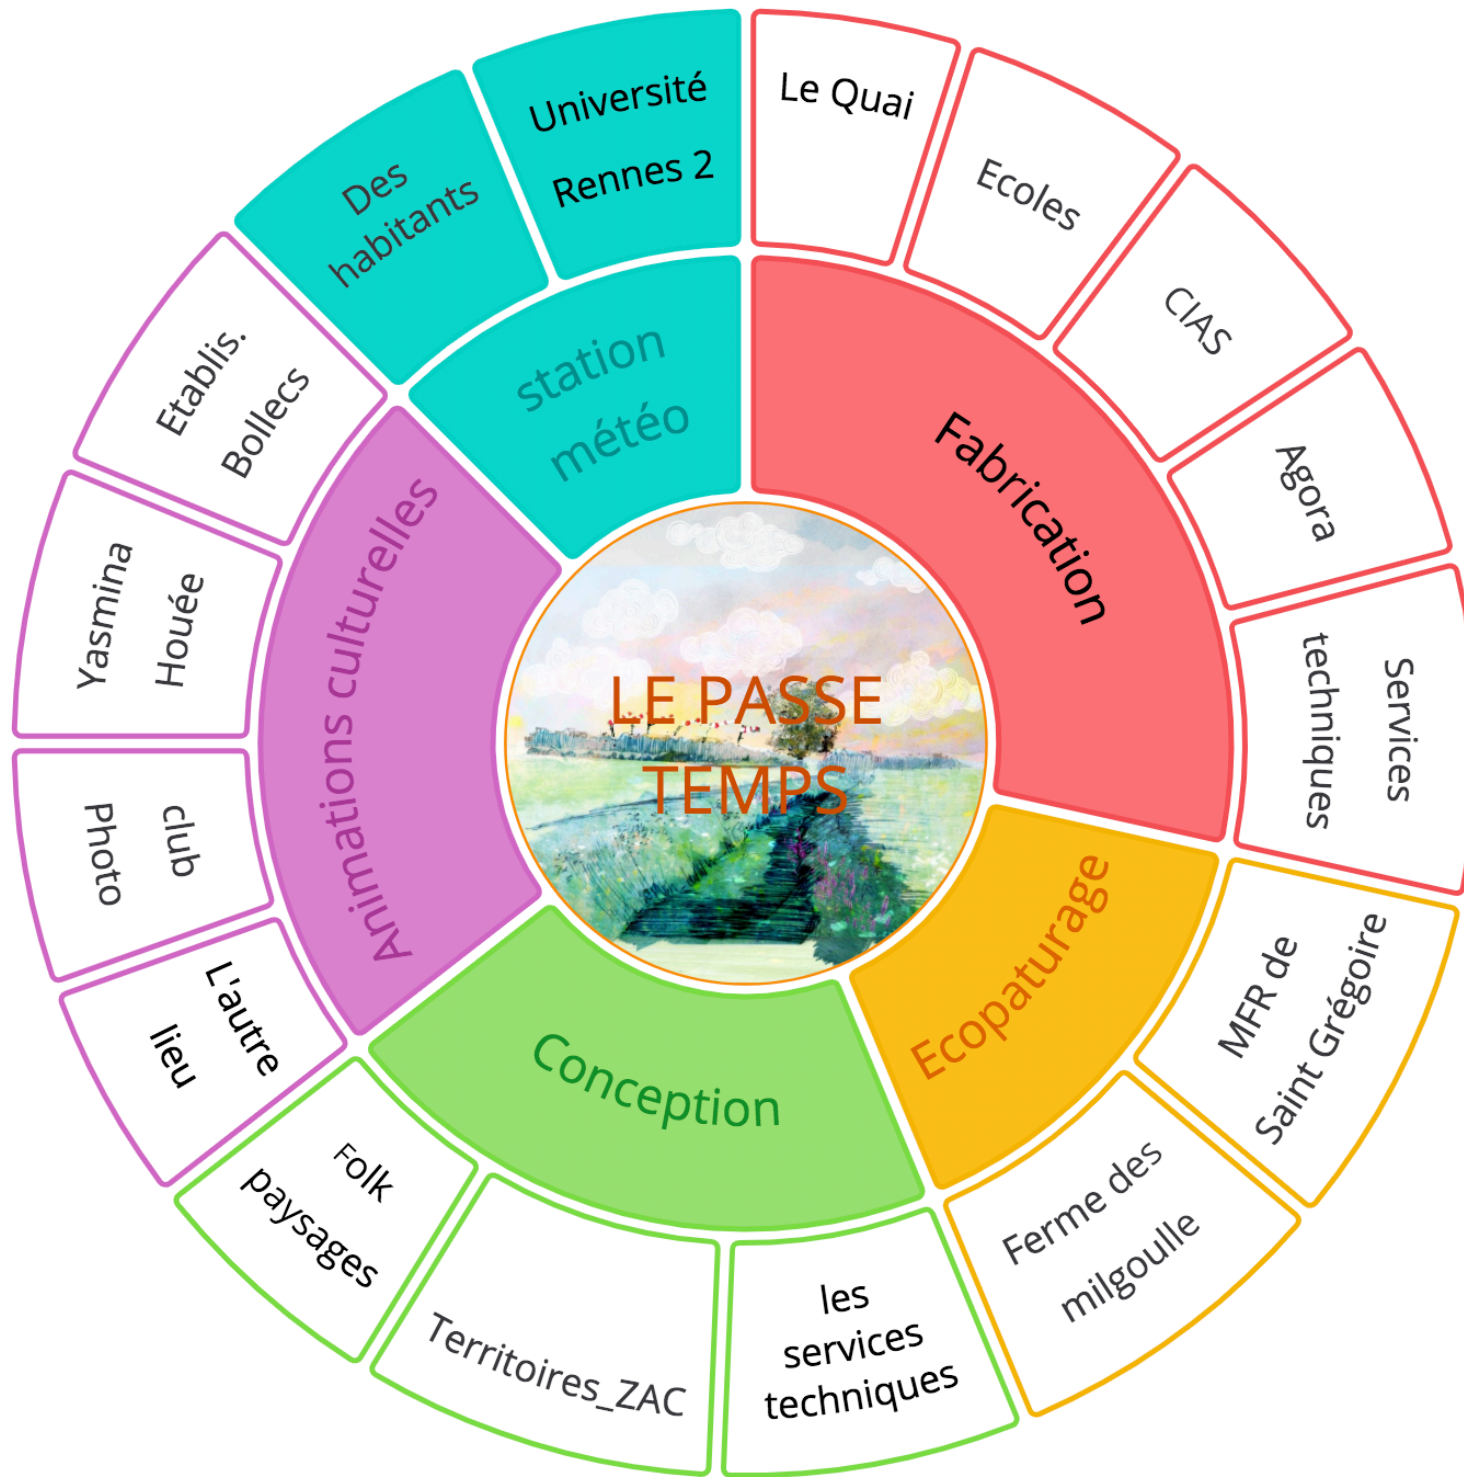 LE PASSE
TEMPS
Fabrication
Le Quai
Ecoles
CIAS
Agora
Services
techniques
Ecopaturage
MFR de
Saint Grégoire
Ferme des
milgoulle
Conception
les
services
techniques
Territoires_ZAC
Folk
paysages
Animations culturelles
L'autre
lieu
club
Photo
Yasmina
Houée
Etablis.
Bollecs
station
météo
Des
habitants
Université
Rennes 2